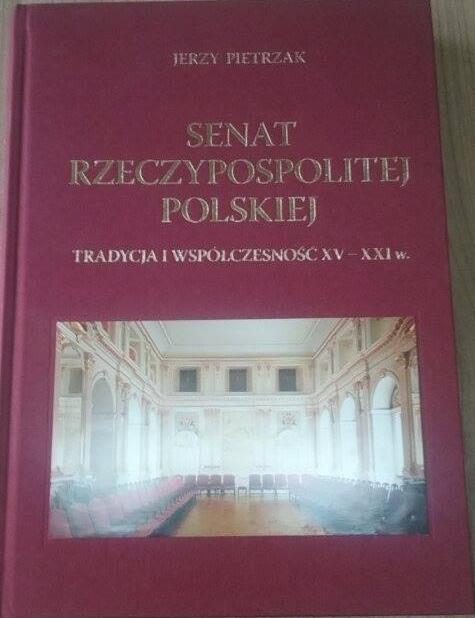 JERZY PIETRZAK
SENAT
RZECZYPOSPOLITEJ
POLSKIEJ
TRADYCJA I WSPÓŁCZESNOŚĆ XV – XXI w.